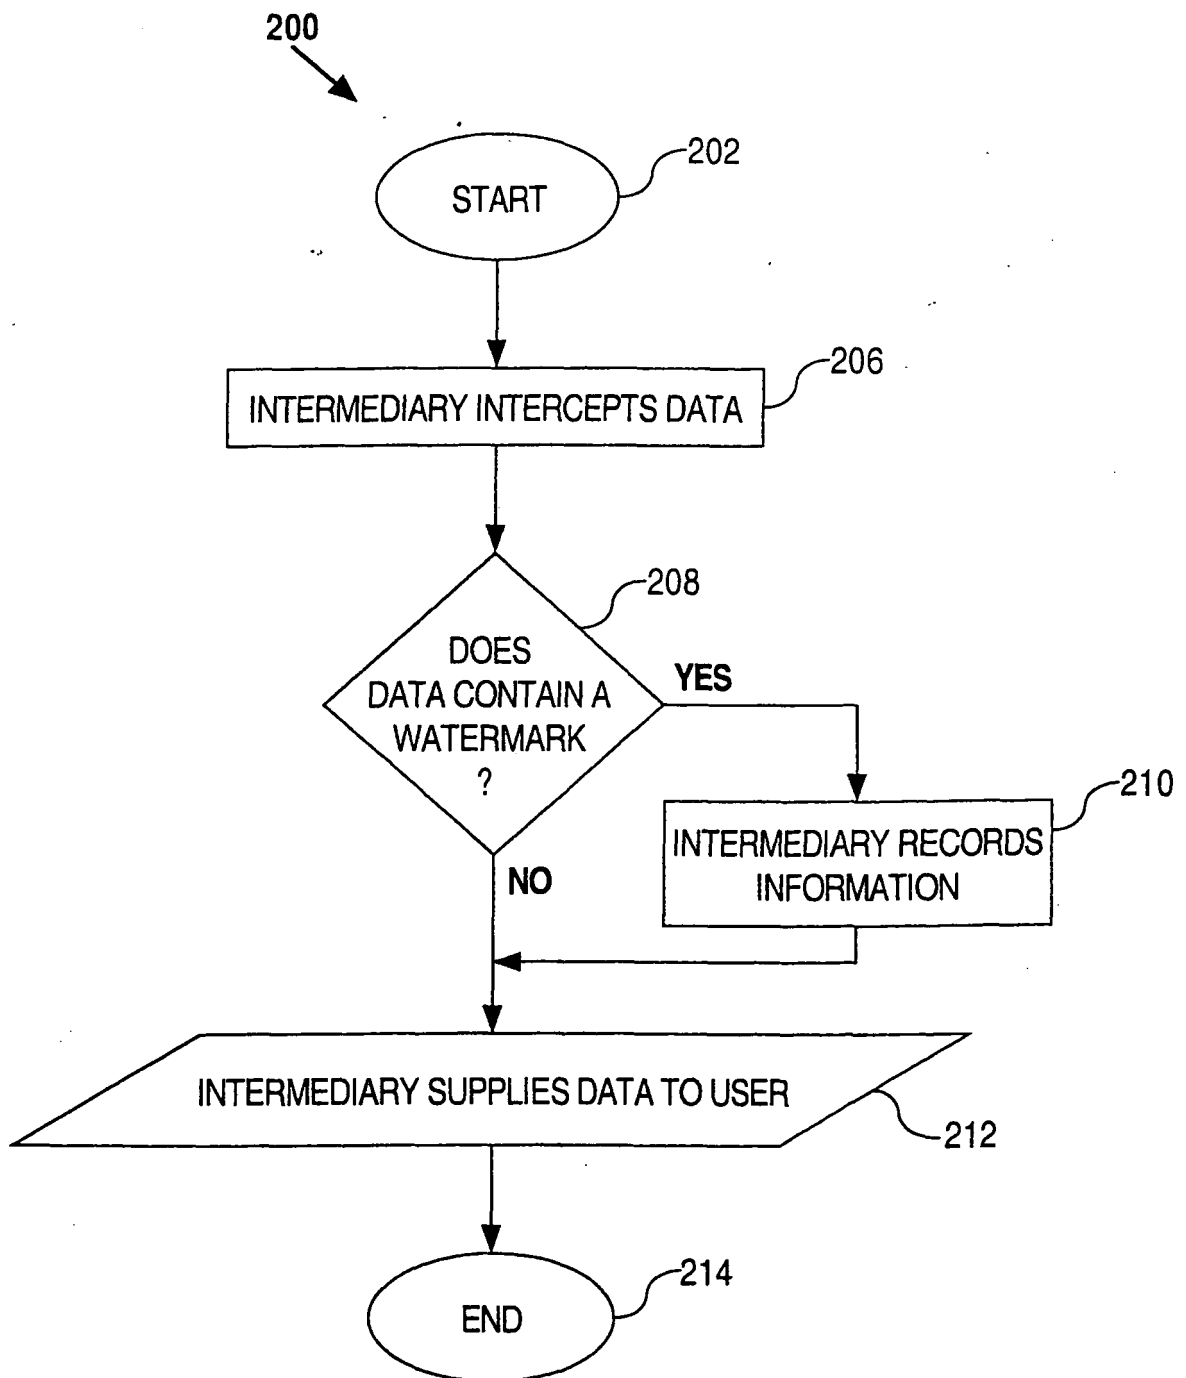 200
202
START
206
INTERMEDIARY INTERCEPTS DATA
208
DOES
DATA CONTAIN A
WATERMARK
?
YES
210
INTERMEDIARY RECORDS
INFORMATION
NO
INTERMEDIARY SUPPLIES DATA TO USER
212
214
END